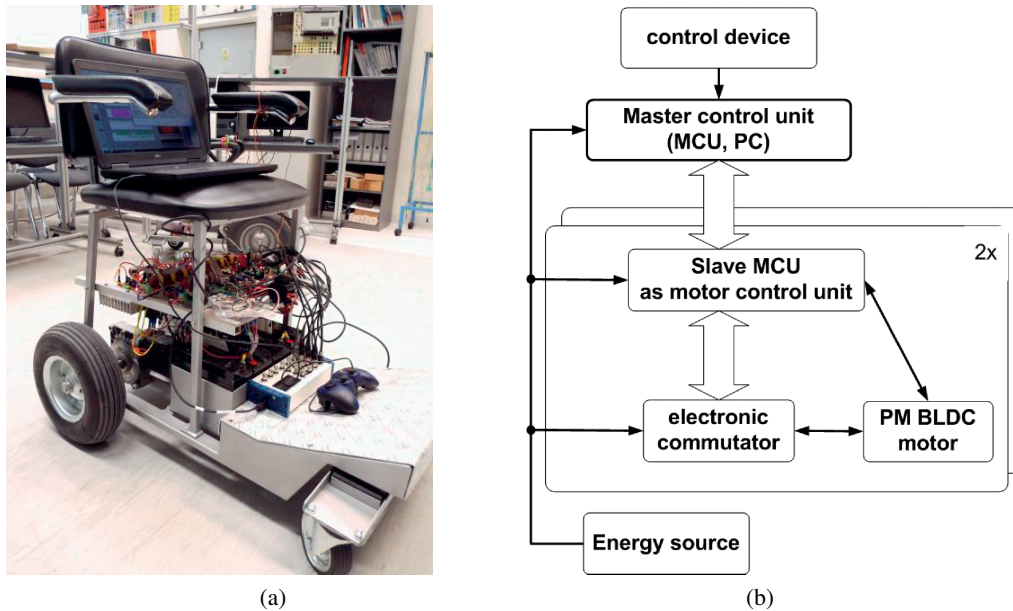 control device
Master control unit
(MCU, PC)
2x
Slave MCU
as motor control unit
electronic
commutator
PM BLDC
motor
Energy source
(a)
(b)